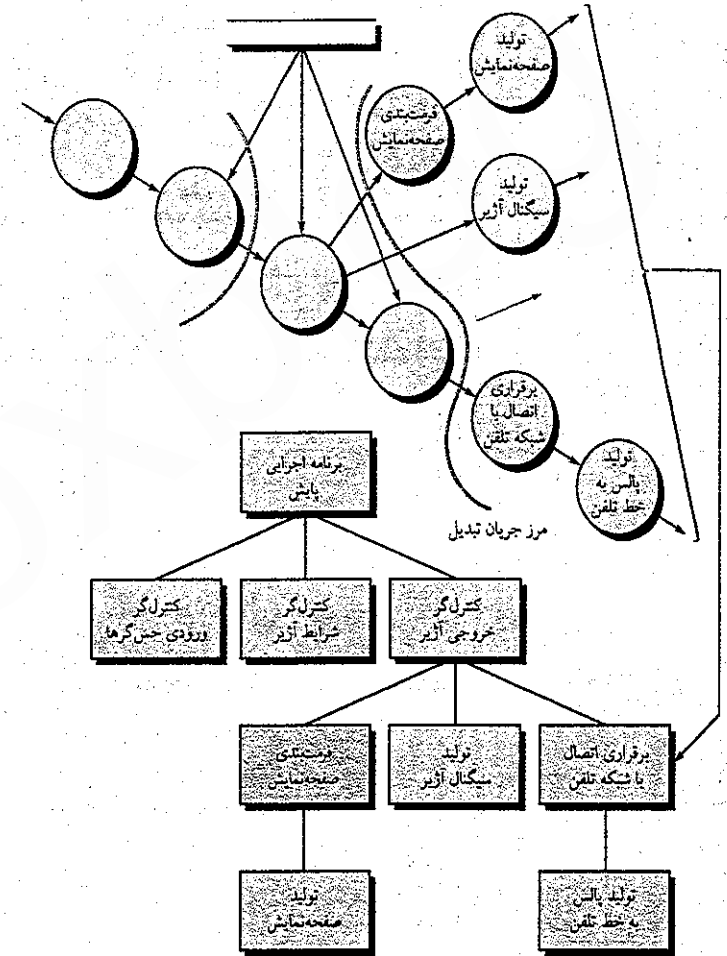 تولید
صفحه‌نمایش
فرمت‌بندی
صفحه‌نمایش
تولید
سیگنال آژیر
برقراری
اتصال با
شبکه تلفن
تولید
پالس به
خط تلفن
مرز جریان تبدیل
برنامه اجرایی
پایش
کنترل‌گر
ورودی حس‌گرها
کنترل‌گر
شرایط آژیر
کنترل‌گر
خروجی آژیر
فرمت‌بندی
صفحه‌نمایش
تولید
سیگنال آژیر
برقراری اتصال
با شبکه تلفن
تولید
صفحه‌نمایش
تولید پالس
به خط تلفن